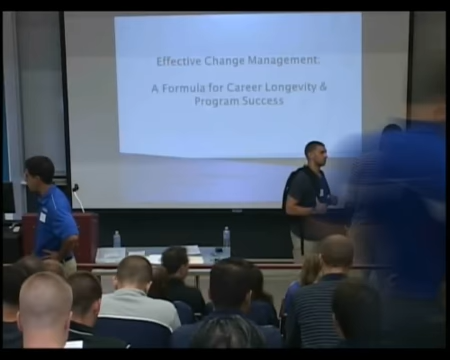 Effective Change Management:
A Formula for Career Longevity &
Program Success